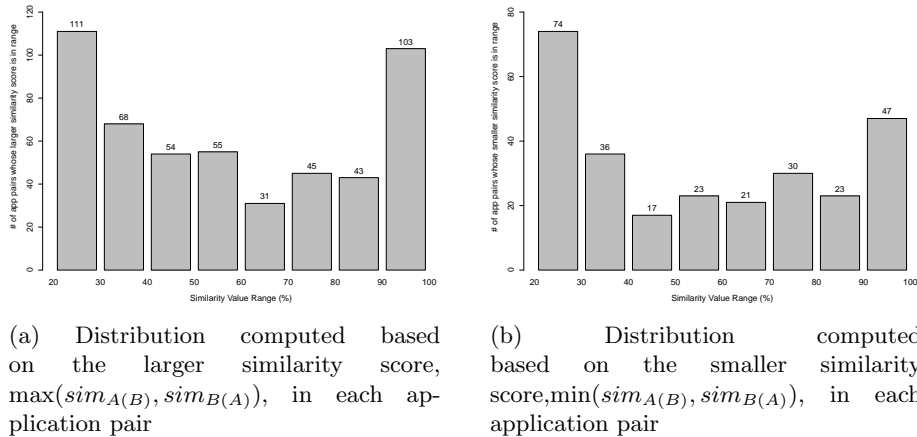 # of app pairs whose larger similarity score is in range
120
100
80
60
40
20
0
111
68
54
55
31
45
43
103
20 30 40 50 60 70 80 90 100
Similarity Value Range (%)
(a) Distribution computed based
on the larger similarity score,
max(sim_{A(B)}, sim_{B(A)}), in each ap-
plication pair
# of app pairs whose smaller similarity score is in range
80
60
40
20
0
74
36
17
23
21
30
23
47
20 30 40 50 60 70 80 90 100
Similarity Value Range (%)
(b) Distribution computed
based on the smaller similarity
score,min(sim_{A(B)}, sim_{B(A)}), in each
application pair